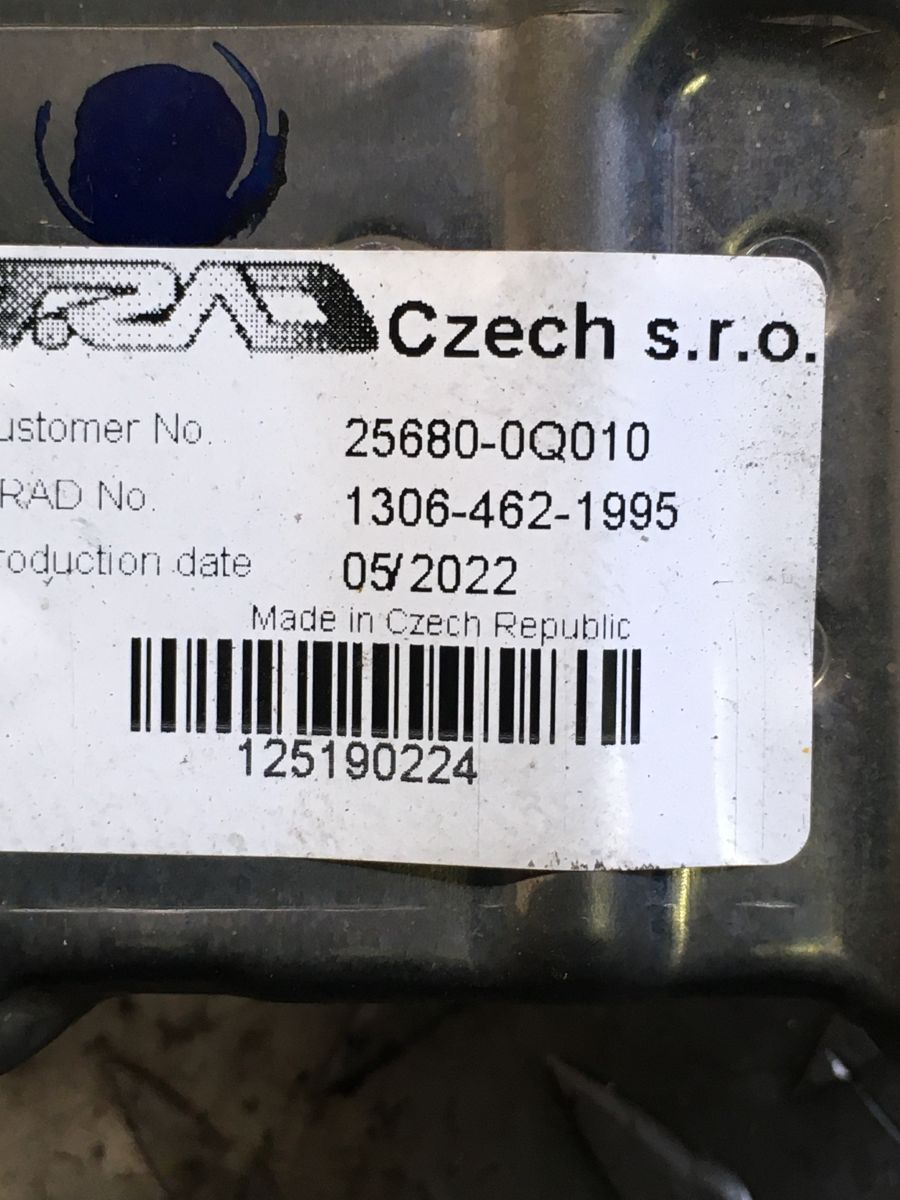 Czech s.r.o.
ustomer No. 25680-0Q010
RAD No. 1306-462-1995
roduction date 05/2022
Made in Czech Republic
125190224